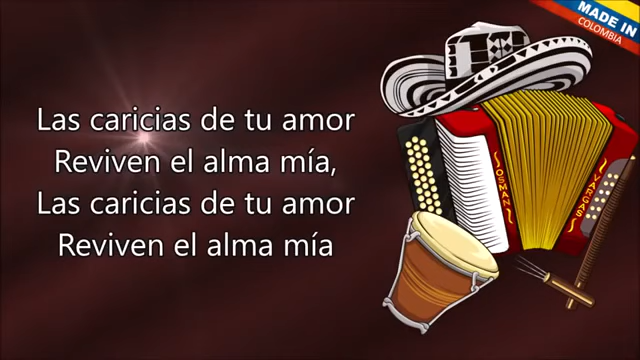 MADE IN
COLOMBIA
Las caricias de tu amor
Reviven el alma mía,
Las caricias de tu amor
Reviven el alma mía
OSMAN
VARGAS